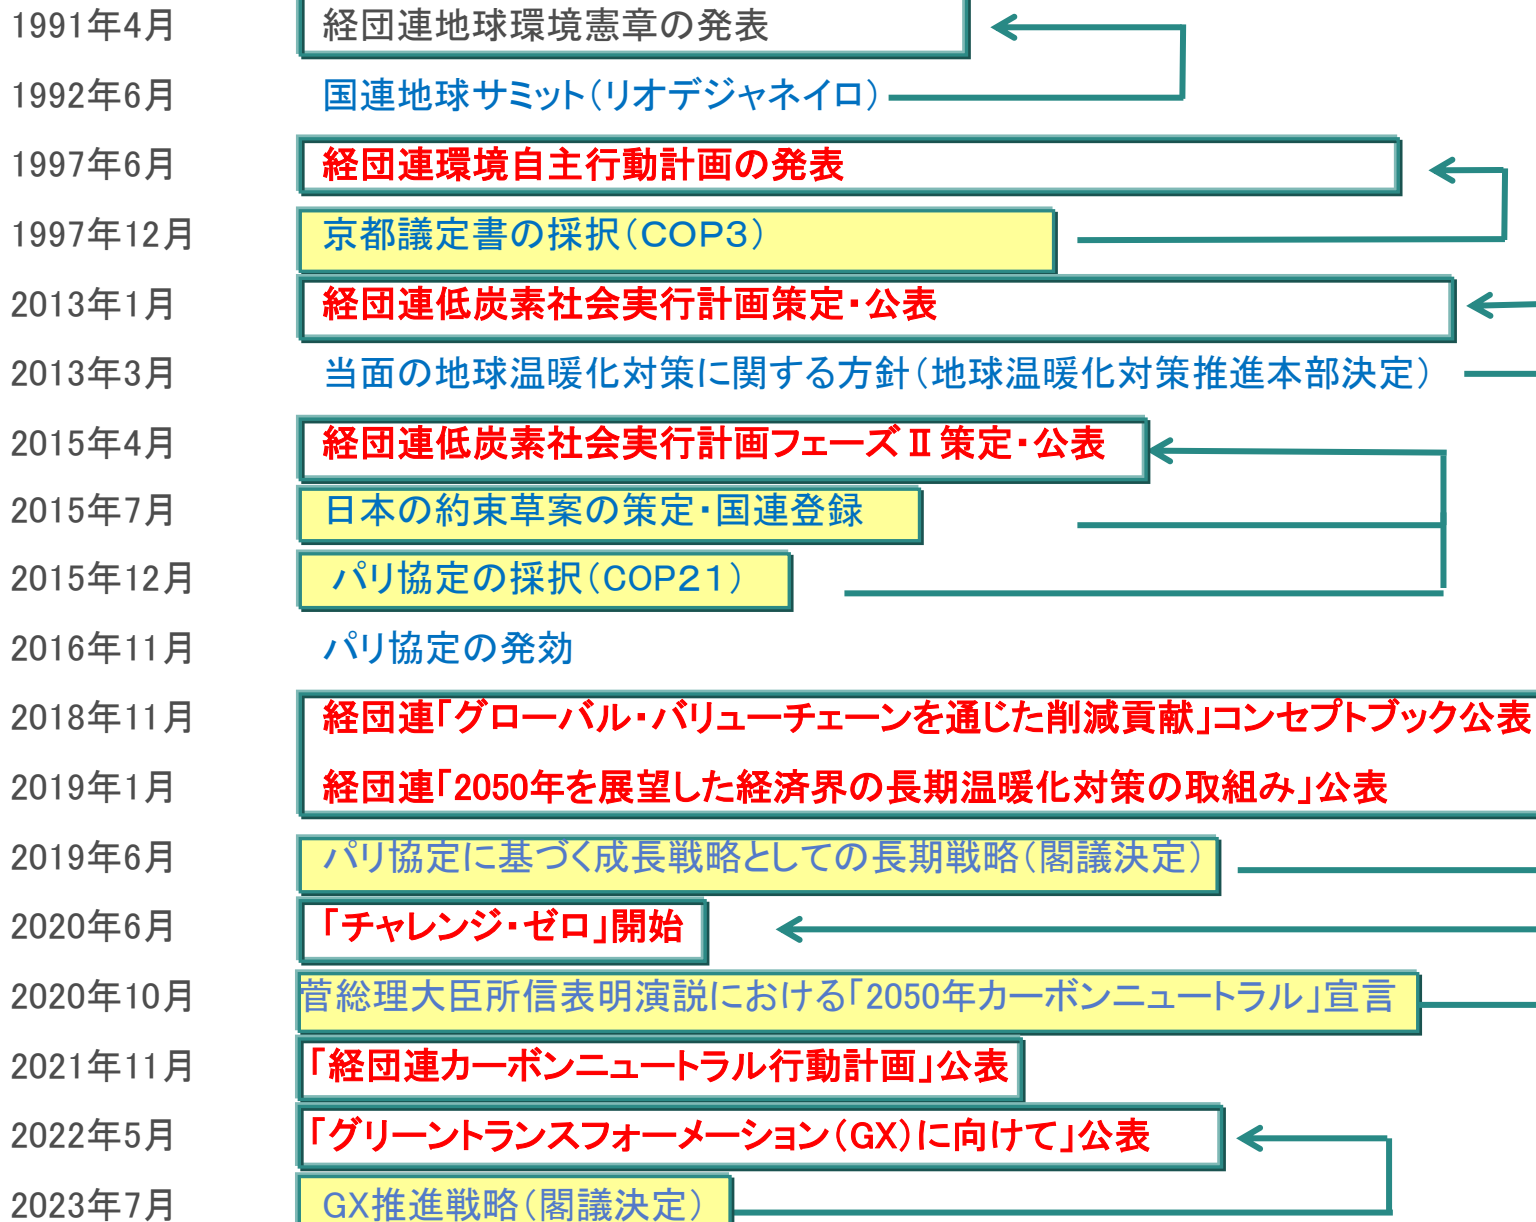 1991年4月 経団連地球環境憲章の発表
1992年6月 国連地球サミット(リオデジャネイロ)
1997年6月 経団連環境自主行動計画の発表
1997年12月 京都議定書の採択(COP3)
2013年1月 経団連低炭素社会実行計画策定・公表
2013年3月 当面の地球温暖化対策に関する方針(地球温暖化対策推進本部決定)
2015年4月 経団連低炭素社会実行計画フェーズⅡ策定・公表
2015年7月 日本の約束草案の策定・国連登録
2015年12月 パリ協定の採択(COP21)
2016年11月 パリ協定の発効
2018年11月 経団連「グローバル・バリューチェーンを通じた削減貢献」コンセプトブック公表
2019年1月 経団連「2050年を展望した経済界の長期温暖化対策の取組み」公表
2019年6月 パリ協定に基づく成長戦略としての長期戦略(閣議決定)
2020年6月 「チャレンジ・ゼロ」開始
2020年10月 菅総理大臣所信表明演説における「2050年カーボンニュートラル」宣言
2021年11月 「経団連カーボンニュートラル行動計画」公表
2022年5月 「グリーントランスフォーメーション(GX)に向けて」公表
2023年7月 GX推進戦略(閣議決定)